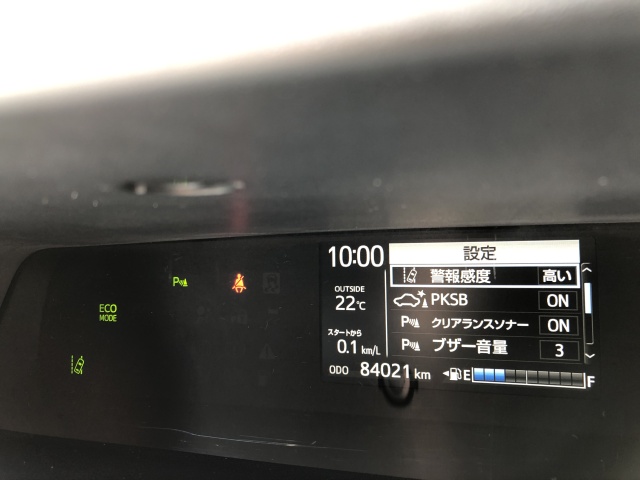 10:00
設定
警報感度 高い
OUTSIDE
22℃
PKSB ON
クリアランスソナー ON
スタートから
0.1 km/L
ブザー音量 3
ODO 84021 km
E F
P
ECO
MODE